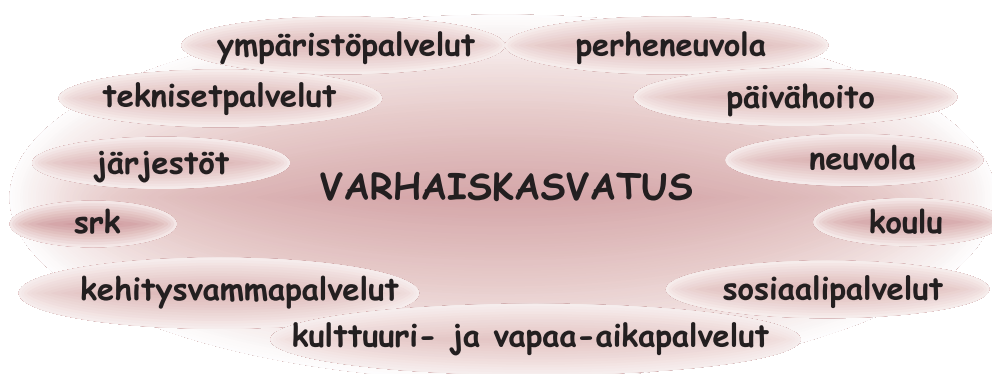 ympäristöpalvelut
perheneuvola
teknisetpalvelut
päivähoito
järjestöt
neuvola
VARHAISKASVATUS
srk
koulu
kehitysvammapalvelut
sosiaalipalvelut
kulttuuri- ja vapaa-aikapalvelut